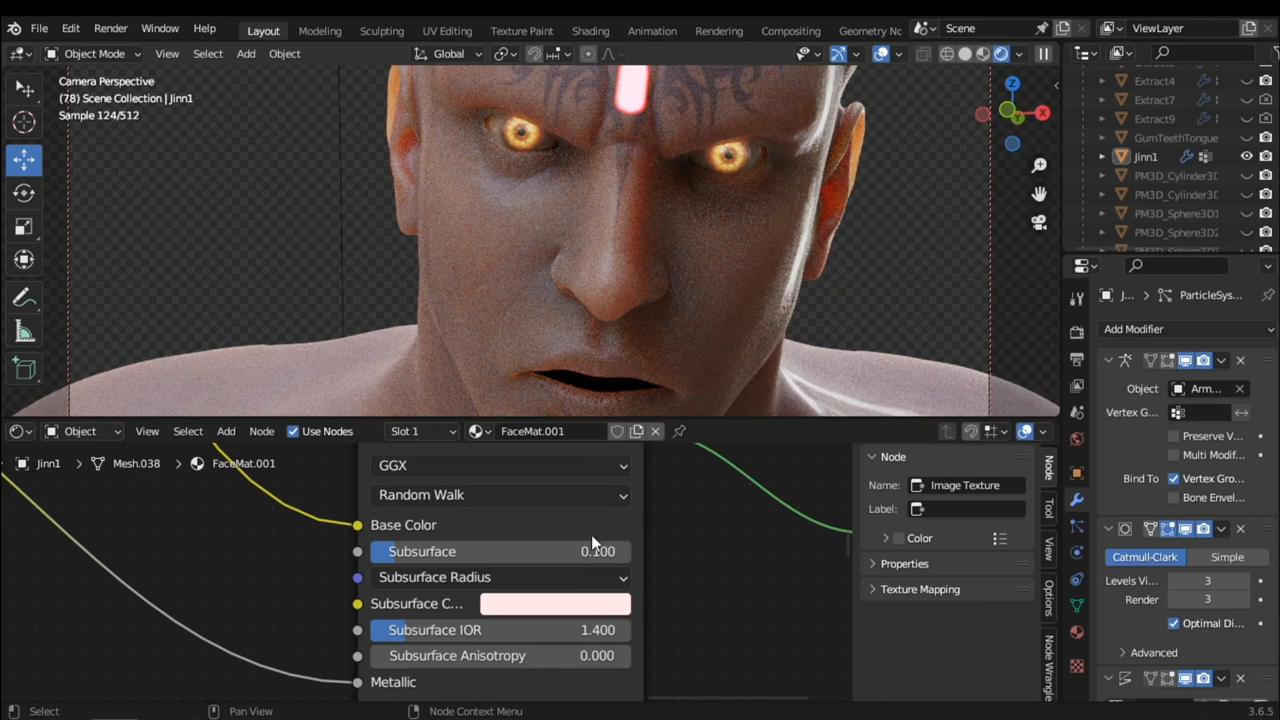 File Edit Render Window Help Layout Modeling Sculpting UV Editing Texture Paint Shading Animation Rendering Compositing Geometry Nc Scene ViewLayer
Object Mode View Select Add Object Global
Camera Perspective
(78) Scene Collection | Jinn1
Sample 124/512
Z
X
Y
Extract4
Extract7
Extract9
GumTeethTongue
Jinn1
PM3D_Cylinder3D
PM3D_Cylinder3D
PM3D_Sphere3D1
PM3D_Sphere3D2
J... > ParticleSys...
Add Modifier
Object Arm...
Vertex G...
Preserve V...
Multi Modif...
Bind To Vertex Gro...
Bone Envel...
Catmull-Clark Simple
Levels Vi... 3
Render 3
Optimal Di...
Advanced
Object View Select Add Node Use Nodes Slot 1 FaceMat.001
Jinn1 > Mesh.038 > FaceMat.001
GGX
Random Walk
Base Color
Subsurface 0.100
Subsurface Radius
Subsurface C...
Subsurface IOR 1.400
Subsurface Anisotropy 0.000
Metallic
Node
Name: Image Texture
Label:
Color
Properties
Texture Mapping
Node
Tool
View
Options
Node Wrangle
Select Pan View Node Context Menu 3.6.5